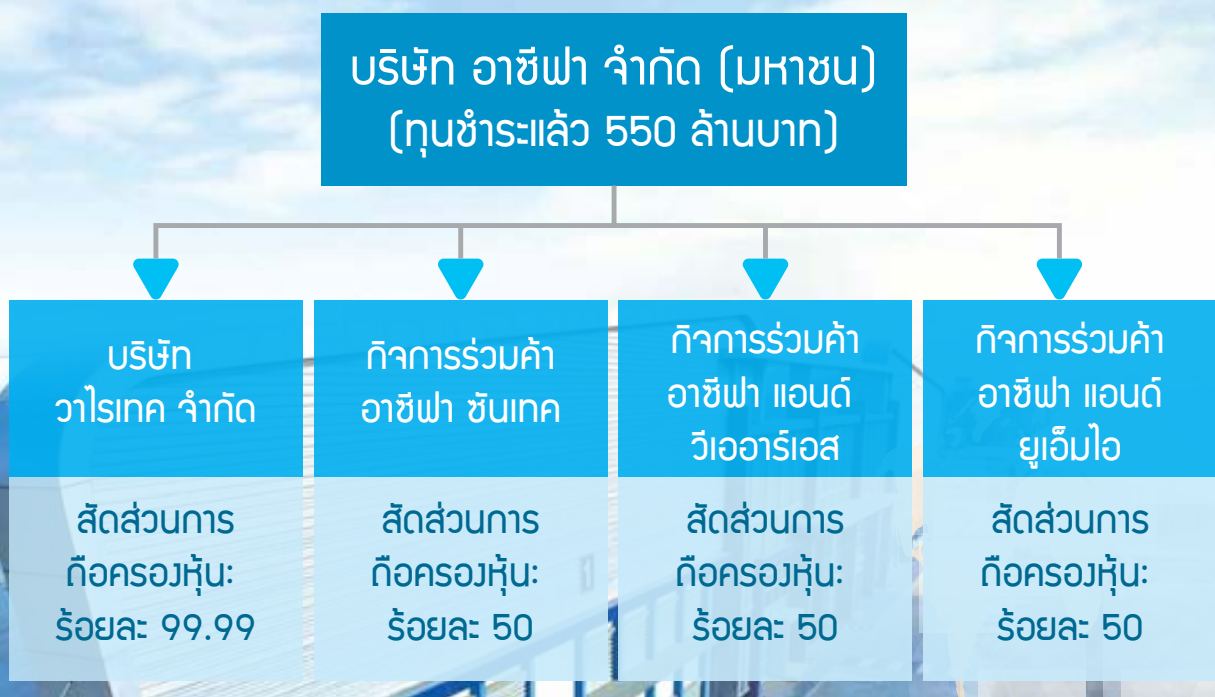 บริษัท อาซีฟา จำกัด (มหาชน)
(ทุนชำระแล้ว 550 ล้านบาท)
บริษัท
วาไรเทค จำกัด
สัดส่วนการ
ถือครองหุ้น:
ร้อยละ 99.99
กิจการร่วมค้า
อาซีฟา ซันเทค
สัดส่วนการ
ถือครองหุ้น:
ร้อยละ 50
กิจการร่วมค้า
อาซีฟา แอนด์
วีเออาร์เอส
สัดส่วนการ
ถือครองหุ้น:
ร้อยละ 50
กิจการร่วมค้า
อาซีฟา แอนด์
ยูเอ็มไอ
สัดส่วนการ
ถือครองหุ้น:
ร้อยละ 50